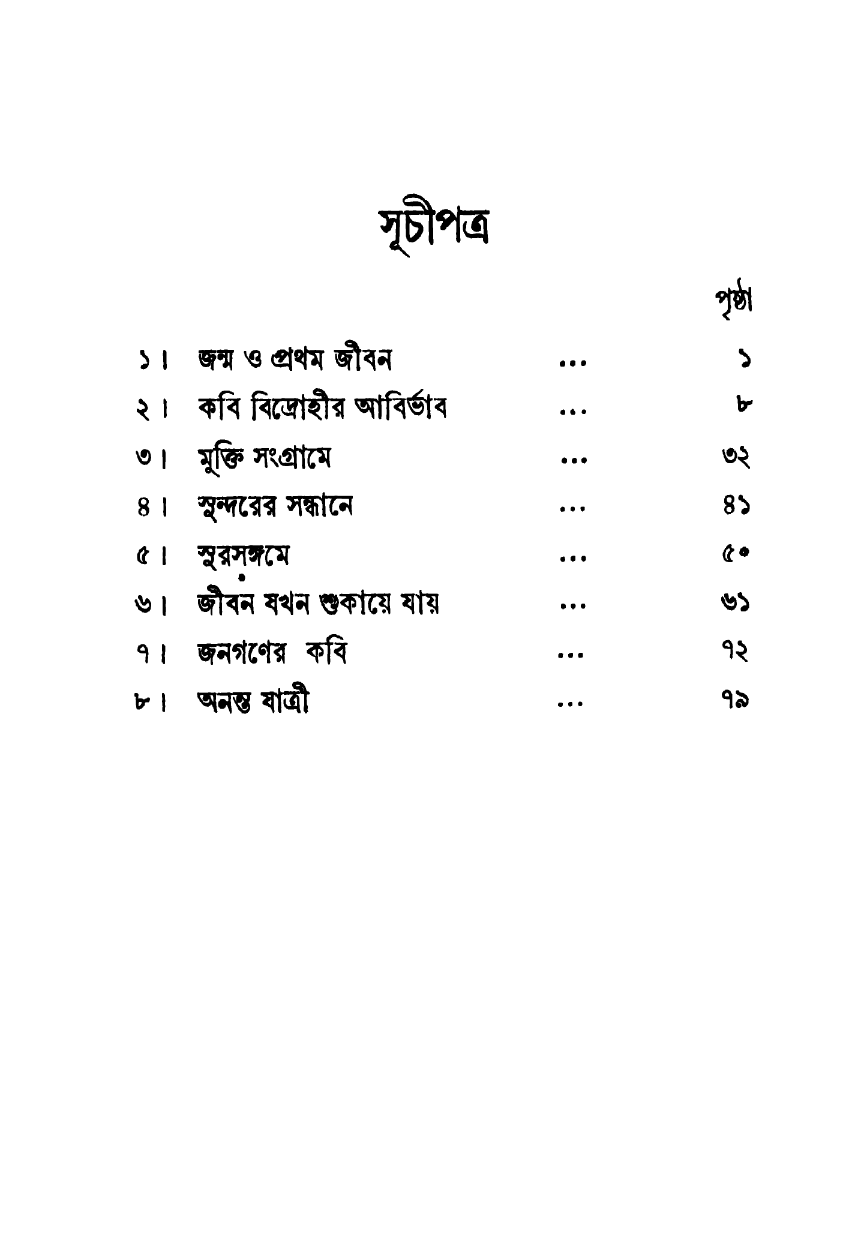 সূচীপত্র
পৃষ্ঠা
১। জন্ম ও প্রথম জীবন ... ১
২। কবি বিদ্রোহীর আবির্ভাব ... ৮
৩। মুক্তি সংগ্রামে ... ৩২
৪। সুন্দরের সন্ধানে ... ৪১
৫। সুরসঙ্গমে ... ৫০
৬। জীবন যখন শুকায়ে যায় ... ৬১
৭। জনগণের কবি ... ৭২
৮। অনন্ত যাত্রী ... ৭৯